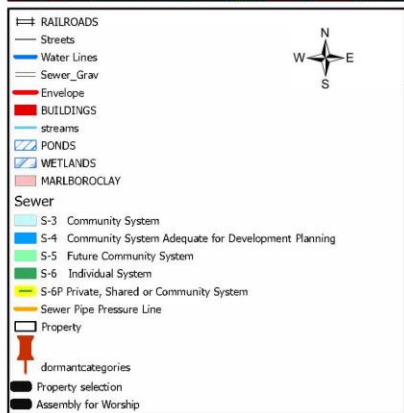 RAILROADS
Streets
Water Lines
Sewer_Grav
Envelope
BUILDINGS
streams
PONDS
WETLANDS
MARLBOROCLAY
N
W E
S
Sewer
S-3 Community System
S-4 Community System Adequate for Development Planning
S-5 Future Community System
S-6 Individual System
S-6P Private, Shared or Community System
Sewer Pipe Pressure Line
Property
dormantcategories
Property selection
Assembly for Worship